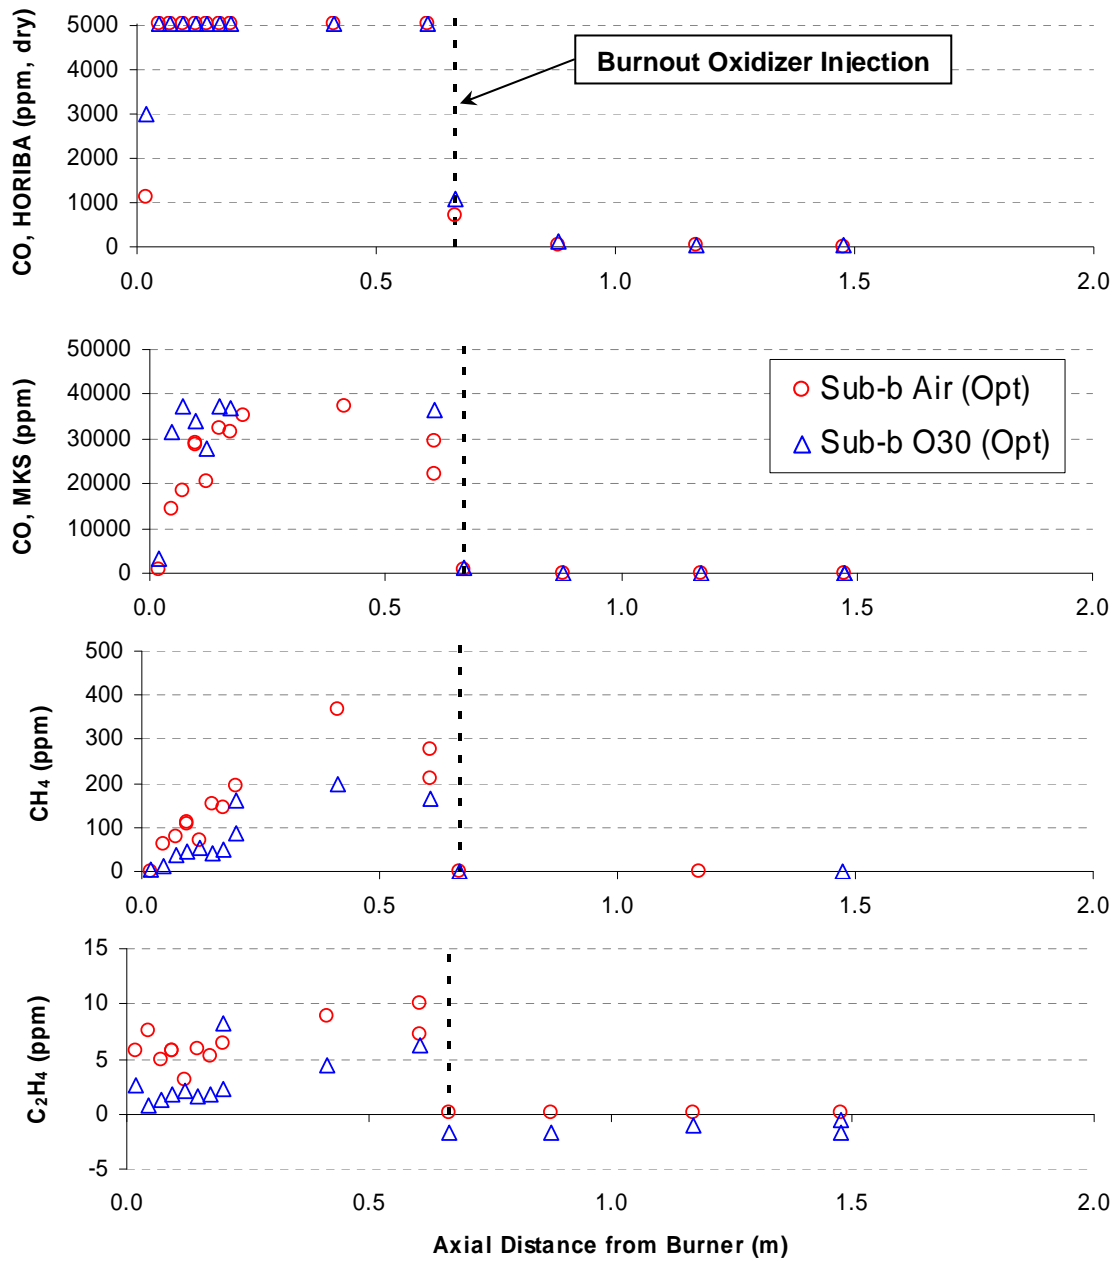 CO, HORIBA (ppm, dry)
5000
4000
3000
2000
1000
0
Burnout Oxidizer Injection
0.0 0.5 1.0 1.5 2.0
CO, MKS (ppm)
50000
40000
30000
20000
10000
0
Sub-b Air (Opt)
Sub-b O30 (Opt)
0.0 0.5 1.0 1.5 2.0
CH₄ (ppm)
500
400
300
200
100
0
0.0 0.5 1.0 1.5 2.0
C₂H₄ (ppm)
15
10
5
0
-5
0.0 0.5 1.0 1.5 2.0
Axial Distance from Burner (m)